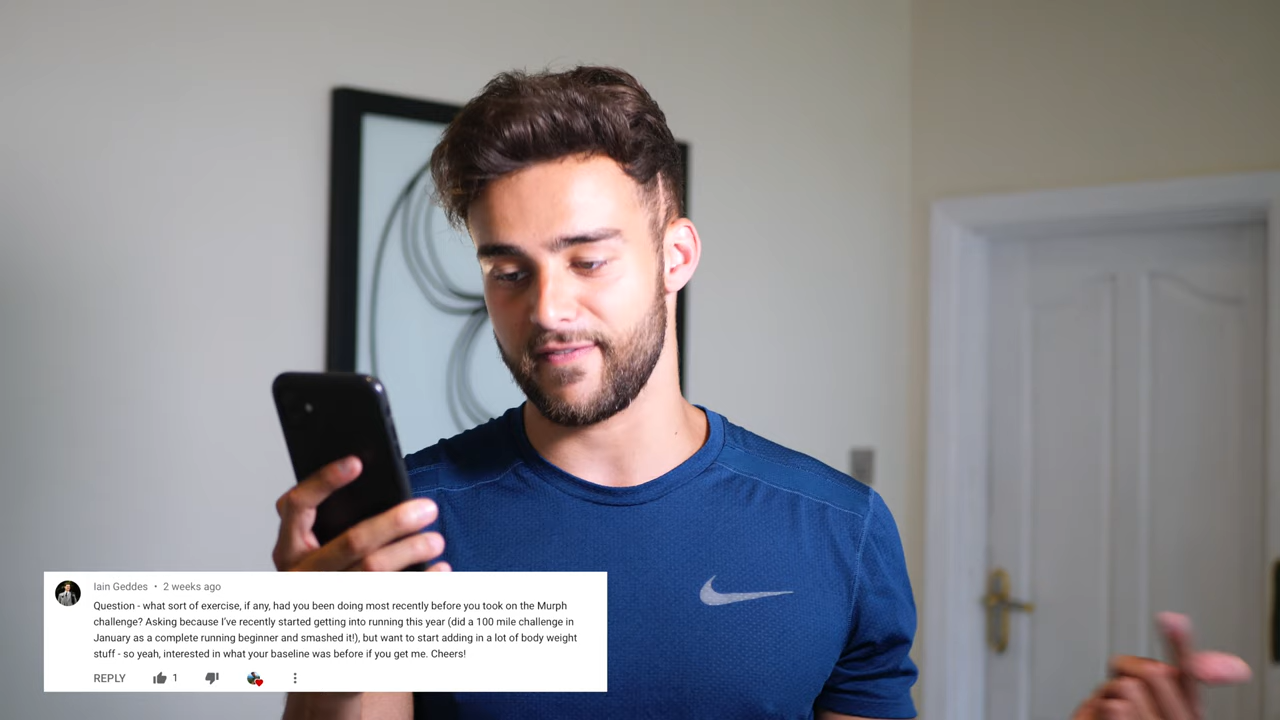 Iain Geddes • 2 weeks ago
Question - what sort of exercise, if any, had you been doing most recently before you took on the Murph
challenge? Asking because I've recently started getting into running this year (did a 100 mile challenge in
January as a complete running beginner and smashed it!), but want to start adding in a lot of body weight
stuff - so yeah, interested in what your baseline was before if you get me. Cheers!
REPLY 1